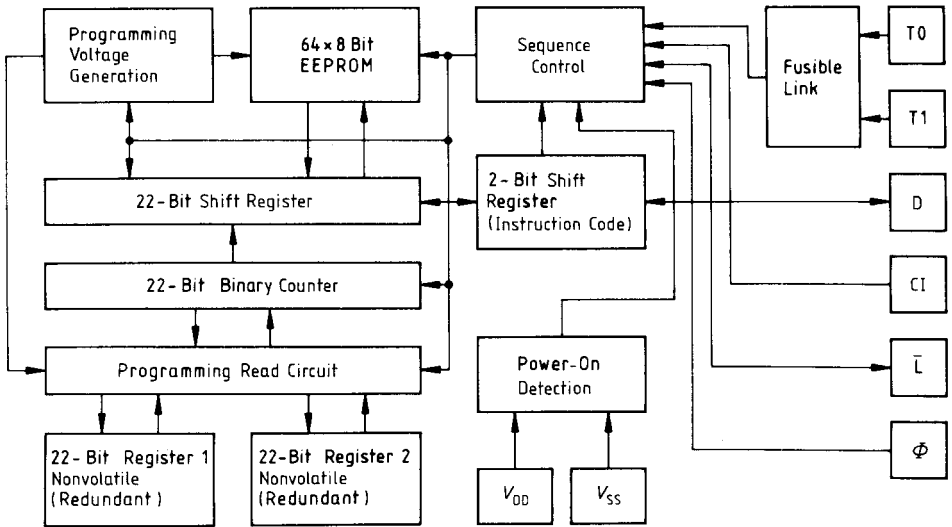 Programming
Voltage
Generation
64×8 Bit
EEPROM
Sequence
Control
Fusible
Link
T0
T1
22-Bit Shift Register
2-Bit Shift
Register
(Instruction Code)
D
22-Bit Binary Counter
CI
Programming Read Circuit
Power-On
Detection
L̅
22-Bit Register 1
Nonvolatile
(Redundant)
22-Bit Register 2
Nonvolatile
(Redundant)
VDD
VSS
Φ